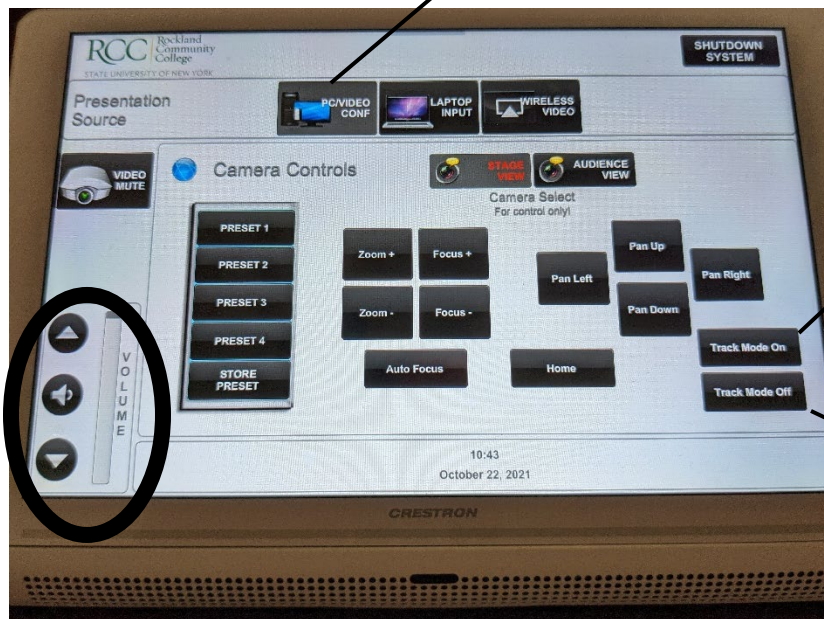 RCC Rockland
Community
College
STATE UNIVERSITY OF NEW YORK
SHUTDOWN
SYSTEM
Presentation
Source
PC/VIDEO
CONF
LAPTOP
INPUT
WIRELESS
VIDEO
VIDEO
MUTE
Camera Controls
STAGE
VIEW
AUDIENCE
VIEW
Camera Select
For control only!
PRESET 1
PRESET 2
PRESET 3
PRESET 4
STORE
PRESET
Zoom +
Focus +
Zoom -
Focus -
Auto Focus
Pan Up
Pan Left
Pan Right
Pan Down
Home
Track Mode On
Track Mode Off
VOLUME
10:43
October 22, 2021
CRESTRON